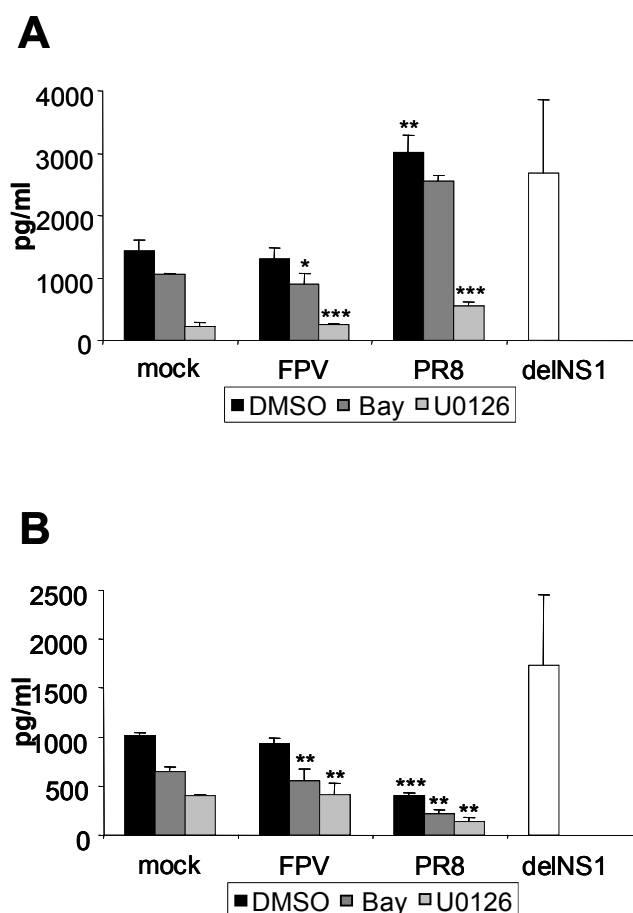 A
4000
3000
2000
1000
0
pg/ml
**
*
***
***
mock FPV PR8 delNS1
DMSO Bay U0126
B
2500
2000
1500
1000
500
0
pg/ml
** ** *** ** **
mock FPV PR8 delNS1
DMSO Bay U0126